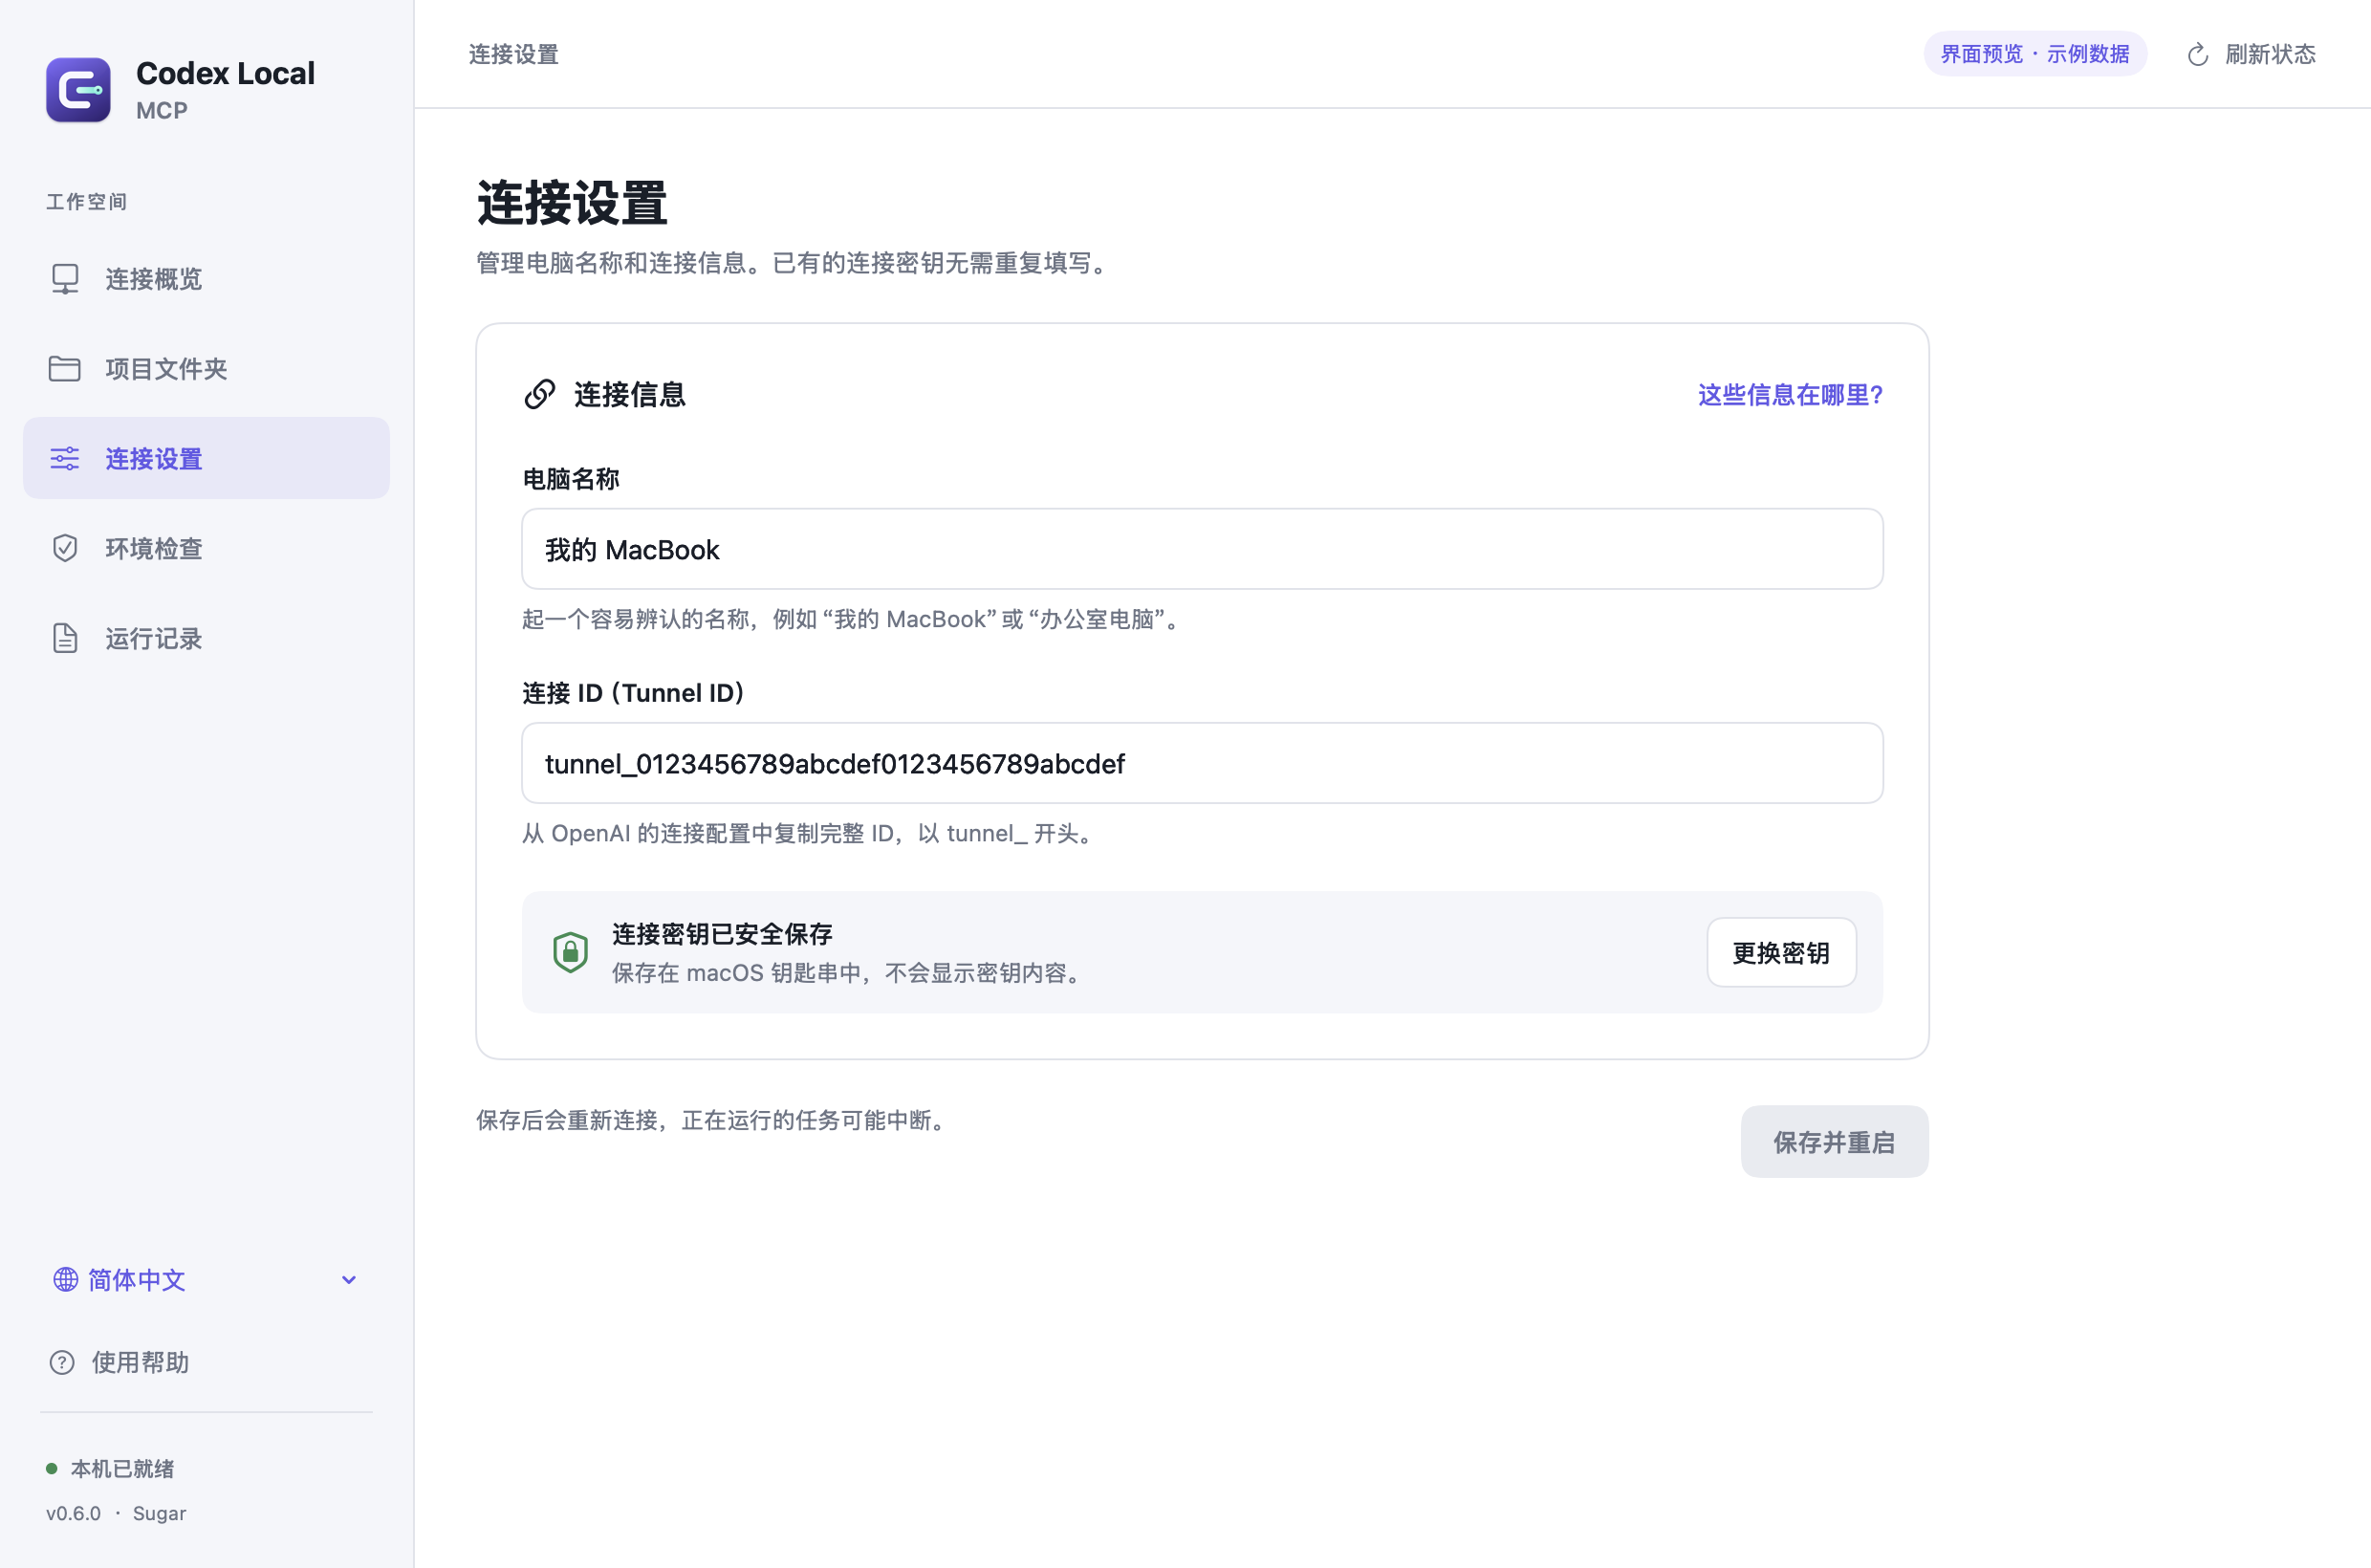 Codex Local
MCP
工作空间
连接概览
项目文件夹
连接设置
环境检查
运行记录
简体中文
使用帮助
本机已就绪
v0.6.0 · Sugar
连接设置
界面预览 · 示例数据
刷新状态
连接设置
管理电脑名称和连接信息。已有的连接密钥无需重复填写。
连接信息
这些信息在哪里?
电脑名称
我的 MacBook
起一个容易辨认的名称，例如 “我的 MacBook” 或 “办公室电脑”。
连接 ID (Tunnel ID)
tunnel_0123456789abcdef0123456789abcdef
从 OpenAI 的连接配置中复制完整 ID，以 tunnel_ 开头。
连接密钥已安全保存
保存在 macOS 钥匙串中，不会显示密钥内容。
更换密钥
保存后会重新连接，正在运行的任务可能中断。
保存并重启